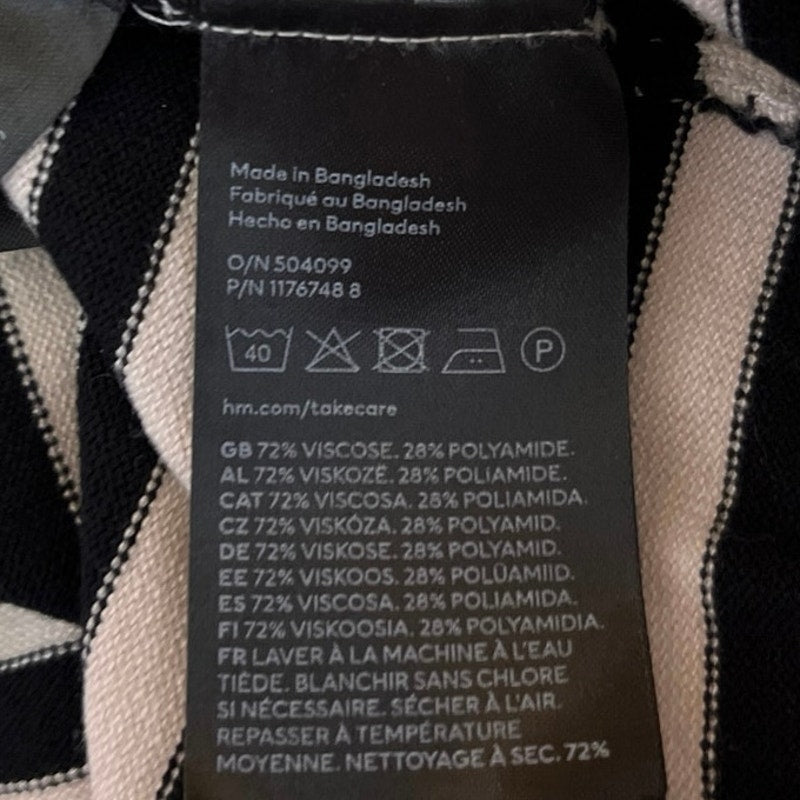 Made in Bangladesh
Fabriqué au Bangladesh
Hecho en Bangladesh
O/N 504099
P/N 1176748 8
40
P
hm.com/takecare
GB 72% VISCOSE. 28% POLYAMIDE.
AL 72% VISKOZË. 28% POLIAMIDE.
CAT 72% VISCOSA. 28% POLIAMIDA.
CZ 72% VISKÓZA. 28% POLYAMID.
DE 72% VISKOSE. 28% POLYAMID.
EE 72% VISKOOS. 28% POLÜAMIID.
ES 72% VISCOSA. 28% POLIAMIDA.
FI 72% VISKOOSIA. 28% POLYAMIDIA.
FR LAVER À LA MACHINE À L'EAU
TIÈDE. BLANCHIR SANS CHLORE
SI NÉCESSAIRE. SÉCHER À L'AIR.
REPASSER À TEMPÉRATURE
MOYENNE. NETTOYAGE À SEC. 72%